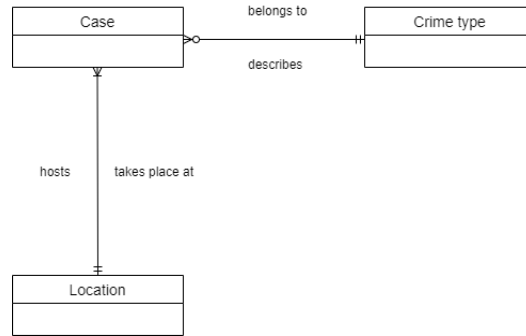 belongs to
Case
Crime type
describes
hosts
takes place at
Location